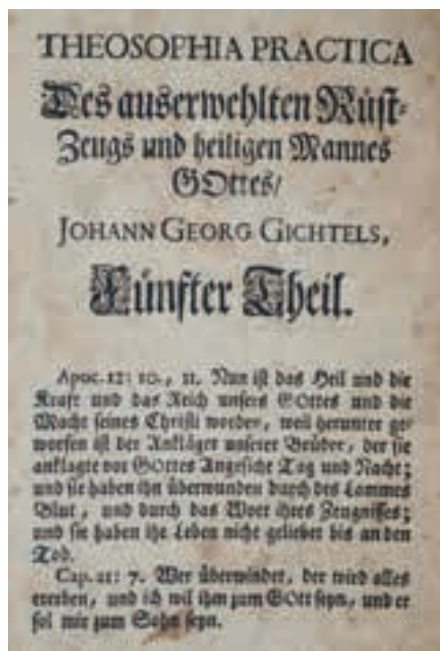 THEOSOPHIA PRACTICA
Des auserwehlten Rüst-
Zeugs und heiligen Mannes
GOttes/
JOHANN GEORG GICHTELS,
Fünfter Theil.
Apoc. 12: 10., 11. Nun ist das Heil und die
Kraft und das Reich unsers GOttes und die
Macht seines Christi worden, weil herunter ge-
worfen ist der Ankläger unserer Brüder, der sie
anklagte vor GOttes Angesicht Tag und Nacht;
und sie haben ihn überwunden durch des Lammes
Blut, und durch das Wort ihres Zeugnisses;
und sie haben ihr Leben nicht geliebet bis an den
Tod.
Cap. 21: 7. Wer überwindet, der wird alles
ererben, und ich wil ihm zum GOtt seyn, und er
sol mir zum Sohn seyn.